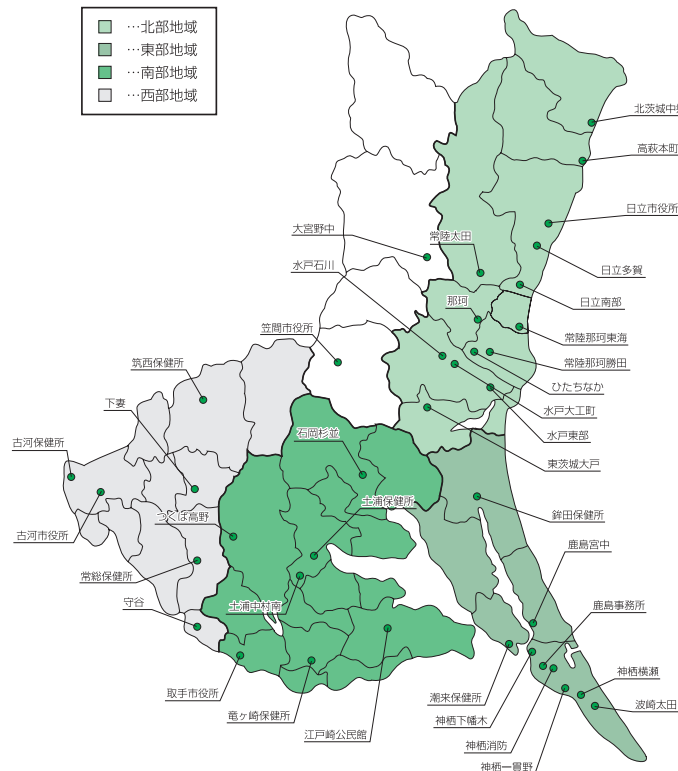 …北部地域
…東部地域
…南部地域
…西部地域
北茨城中
高萩本町
日立市役所
大宮野中
常陸太田
水戸石川
日立多賀
日立南部
那珂
笠間市役所
常陸那珂東海
筑西保健所
常陸那珂勝田
ひたちなか
下妻
水戸大工町
古河保健所
石岡杉並
水戸東部
東茨城大戸
土浦保健所
つくば高野
鉾田保健所
古河市役所
鹿島宮中
常総保健所
守谷
土浦中村南
鹿島事務所
取手市役所
潮来保健所
神栖横瀬
竜ヶ崎保健所
神栖下幡木
波崎太田
江戸崎公民館
神栖消防
神栖一貫野